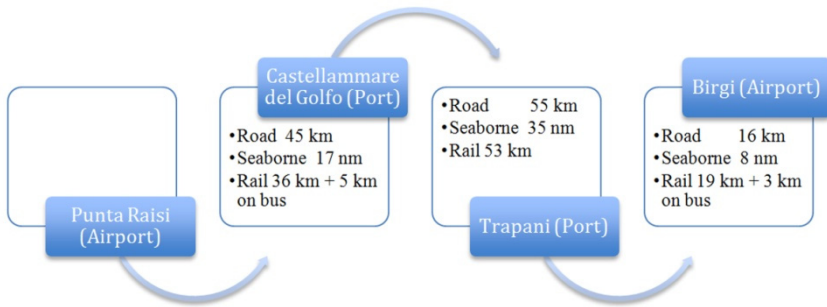 Punta Raisi
(Airport)
Castellammare
del Golfo (Port)
•Road 45 km
•Seaborne 17 nm
•Rail 36 km + 5 km
on bus
•Road 55 km
•Seaborne 35 nm
•Rail 53 km
Trapani (Port)
Birgi (Airport)
•Road 16 km
•Seaborne 8 nm
•Rail 19 km + 3 km
on bus